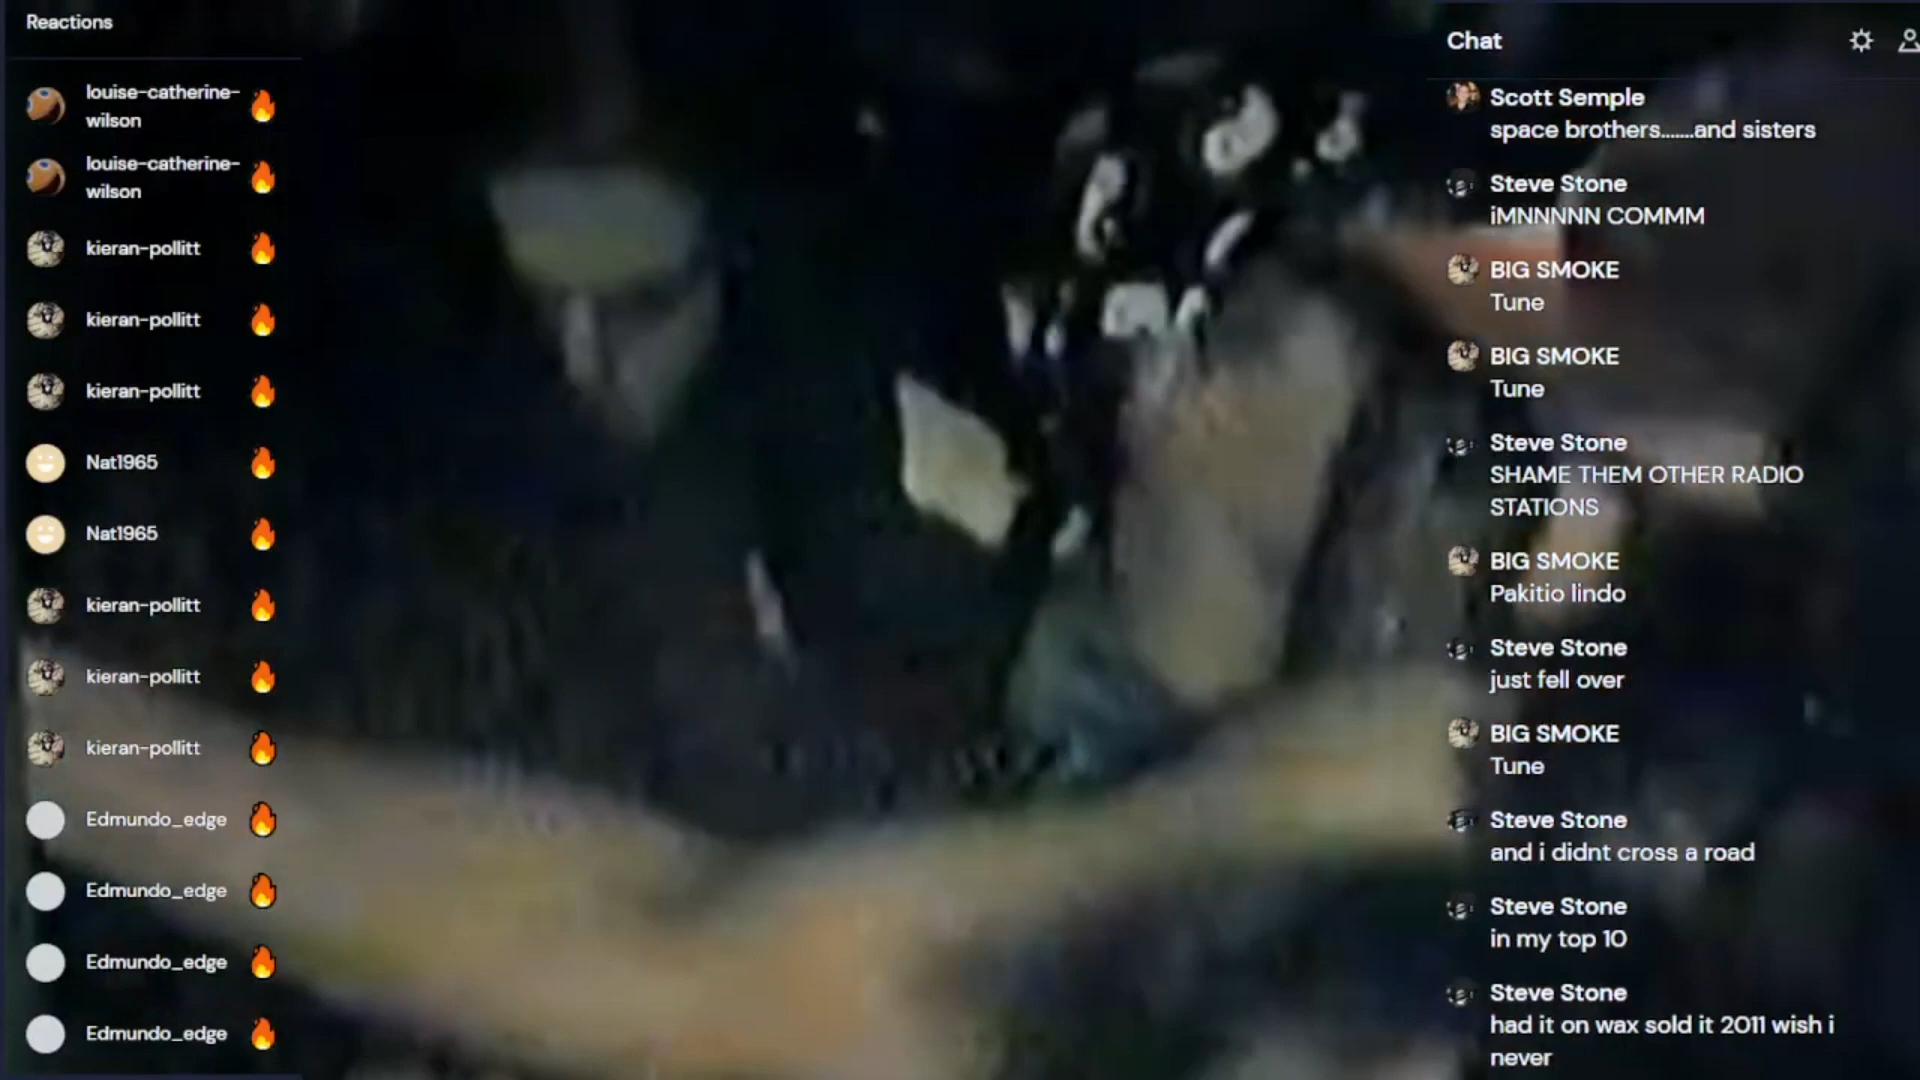 Reactions
louise-catherine-
wilson
louise-catherine-
wilson
kieran-pollitt
kieran-pollitt
kieran-pollitt
Nat1965
Nat1965
kieran-pollitt
kieran-pollitt
kieran-pollitt
Edmundo_edge
Edmundo_edge
Edmundo_edge
Edmundo_edge
Chat
Scott Semple
space brothers.......and sisters
Steve Stone
iMNNNNN COMMM
BIG SMOKE
Tune
BIG SMOKE
Tune
Steve Stone
SHAME THEM OTHER RADIO
STATIONS
BIG SMOKE
Pakitio lindo
Steve Stone
just fell over
BIG SMOKE
Tune
Steve Stone
and i didnt cross a road
Steve Stone
in my top 10
Steve Stone
had it on wax sold it 2011 wish i
never